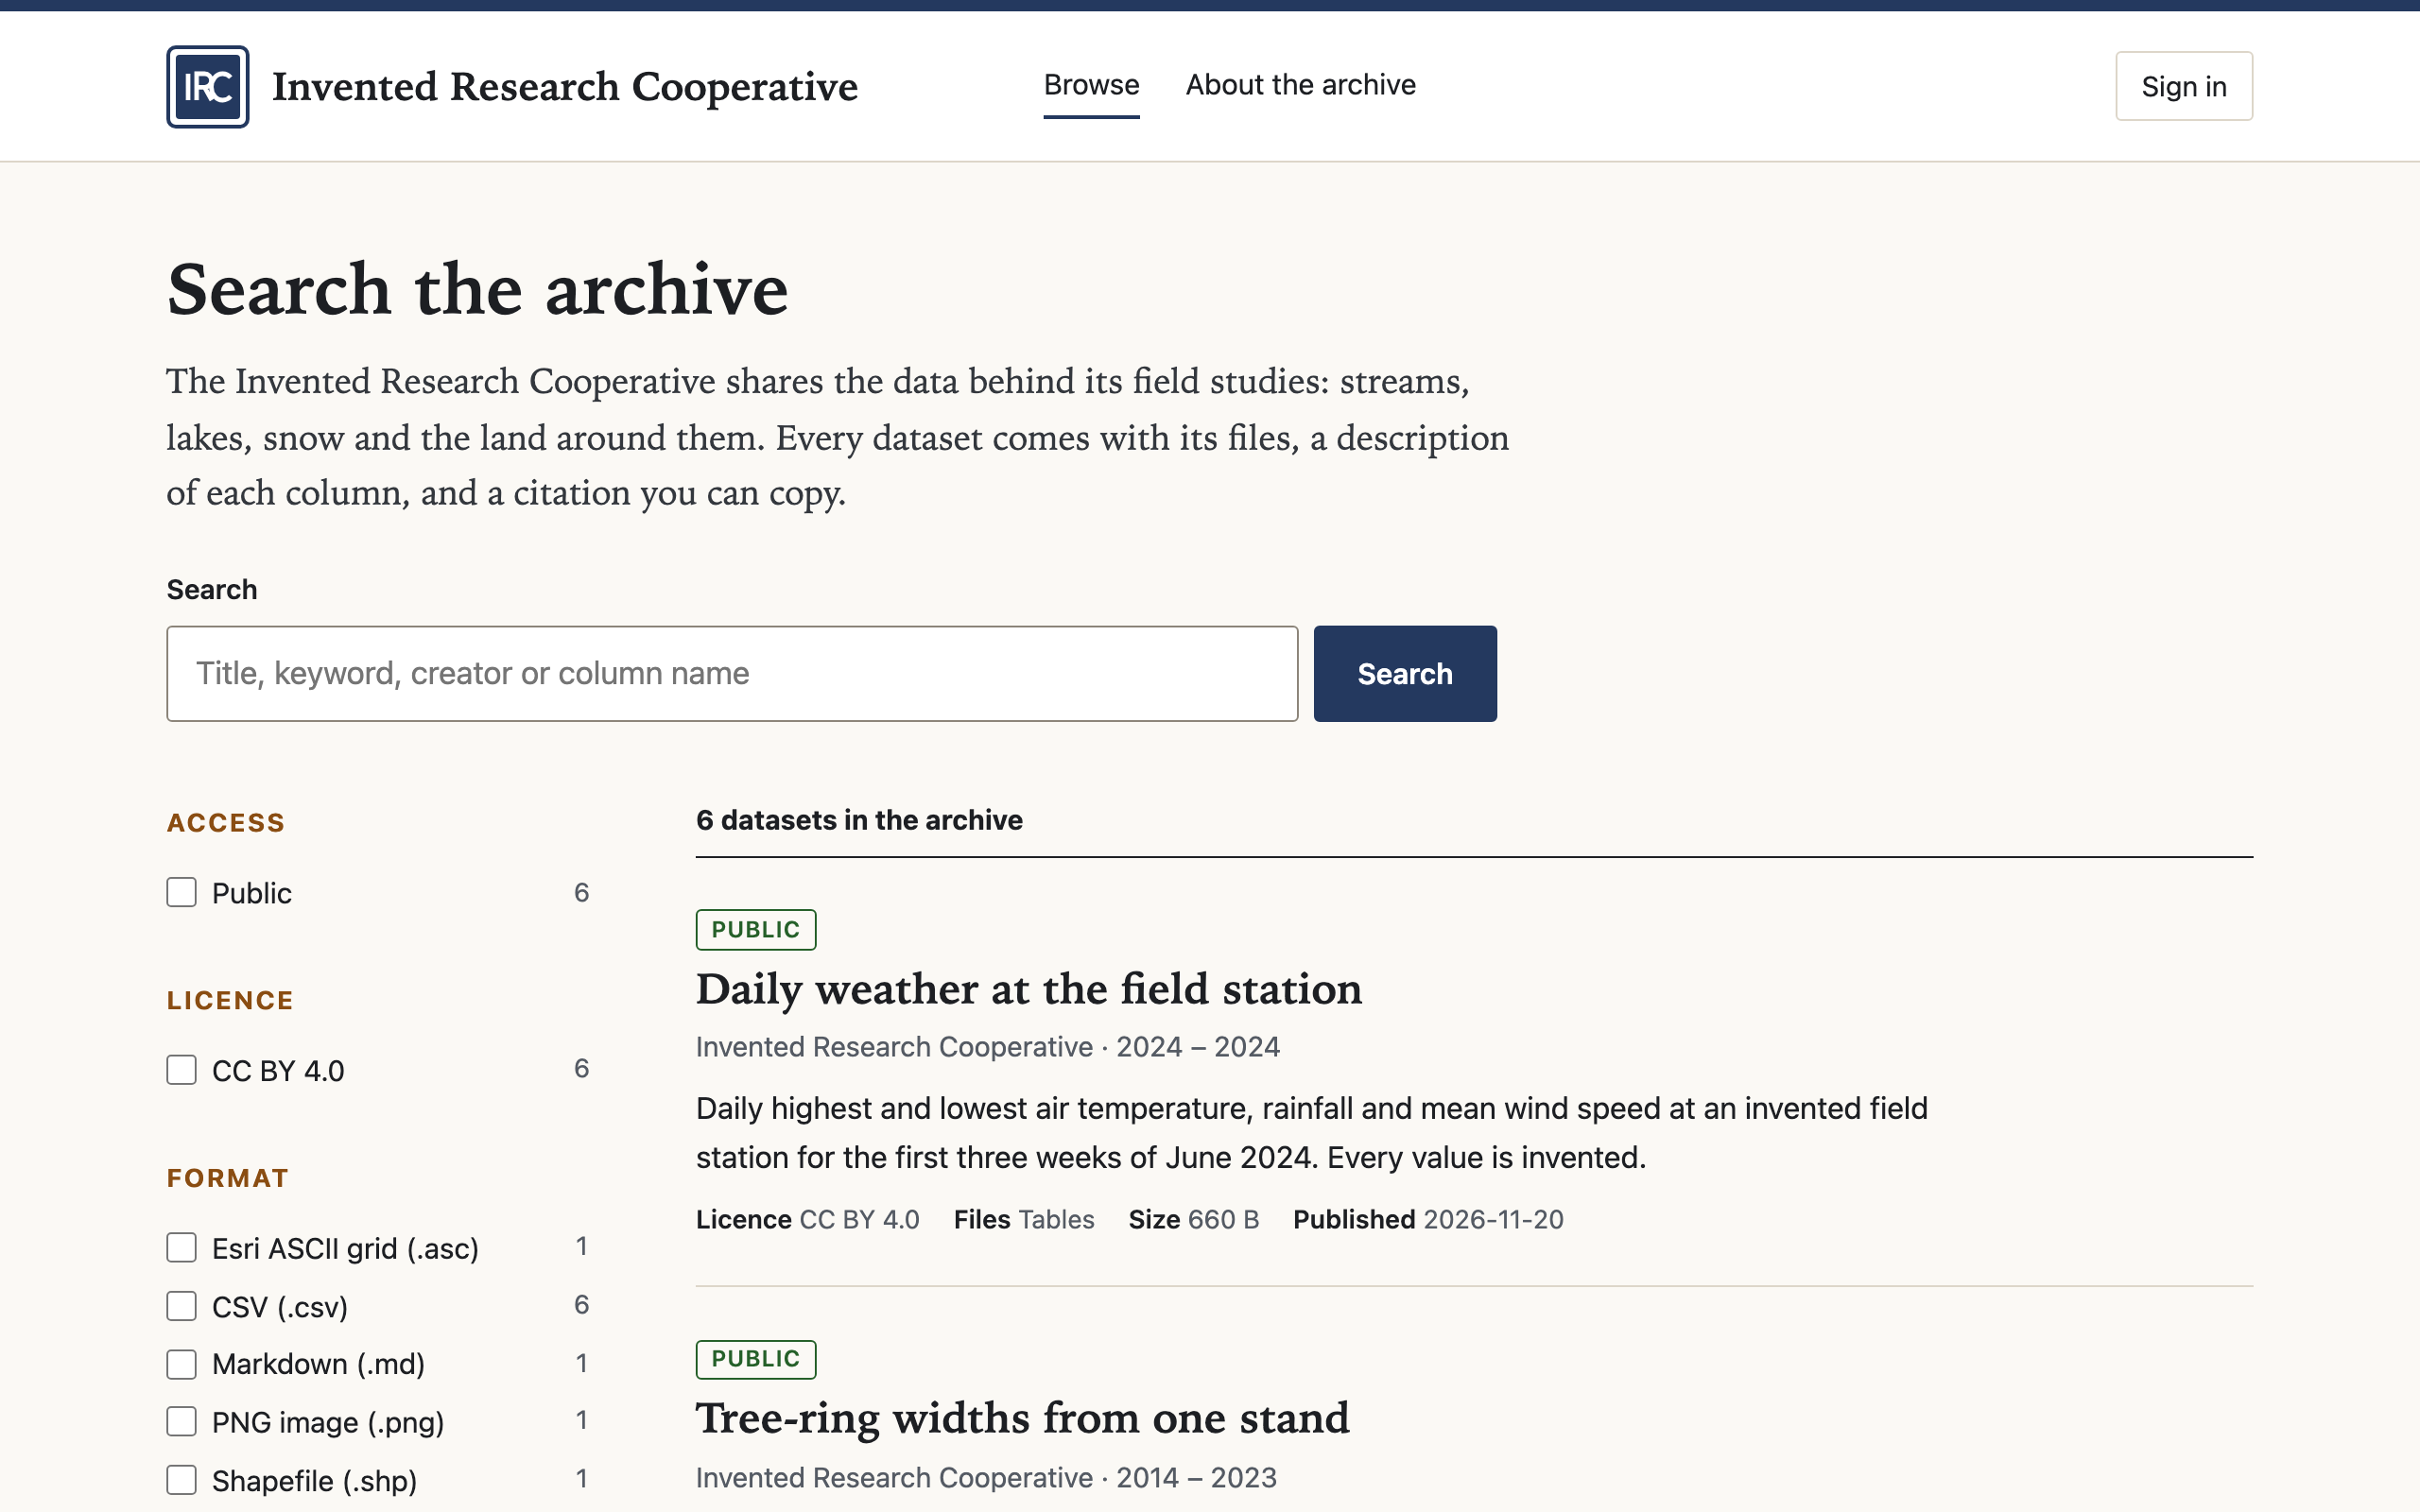 IRC
Invented Research Cooperative
Browse
About the archive
Sign in
Search the archive
The Invented Research Cooperative shares the data behind its field studies: streams,
lakes, snow and the land around them. Every dataset comes with its files, a description
of each column, and a citation you can copy.
Search
Title, keyword, creator or column name
Search
ACCESS
Public 6
LICENCE
CC BY 4.0 6
FORMAT
Esri ASCII grid (.asc) 1
CSV (.csv) 6
Markdown (.md) 1
PNG image (.png) 1
Shapefile (.shp) 1
6 datasets in the archive
PUBLIC
Daily weather at the field station
Invented Research Cooperative · 2024 – 2024
Daily highest and lowest air temperature, rainfall and mean wind speed at an invented field
station for the first three weeks of June 2024. Every value is invented.
Licence CC BY 4.0 Files Tables Size 660 B Published 2026-11-20
PUBLIC
Tree-ring widths from one stand
Invented Research Cooperative · 2014 – 2023